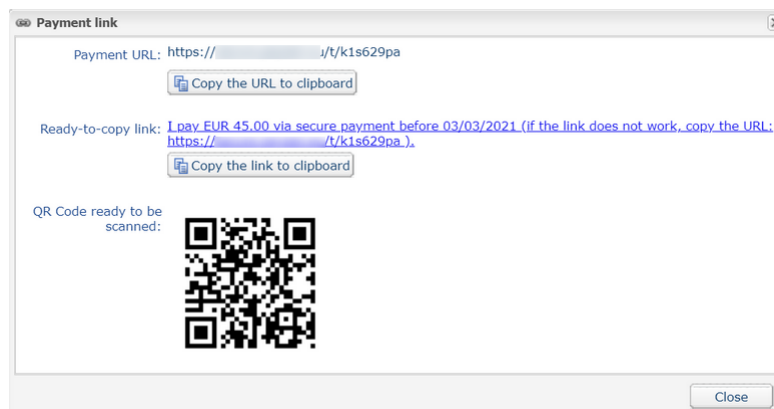 Payment link
Payment URL: https:// /t/k1s629pa
Copy the URL to clipboard
Ready-to-copy link: I pay EUR 45.00 via secure payment before 03/03/2021 (if the link does not work, copy the URL:
https:// /t/k1s629pa ).
Copy the link to clipboard
QR Code ready to be
scanned:
Close